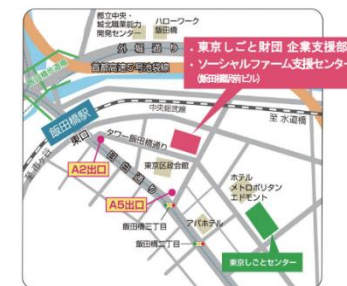 都立中央・
城北職業能力
開発センター
ハローワーク
飯田橋
外堀通り
首都高速5号池袋線
・東京しごと財団 企業支援部
・ソーシャルファーム支援センター
(飯田橋駅前ビル)
飯田橋駅
中央総武線
至 水道橋
東口
タワー飯田橋通り
A2出口
目白通り
東京区政会館
A5出口
ホテル
メトロポリタン
エドモント
飯田橋三丁目
アパホテル
飯田橋二丁目
東京しごとセンター